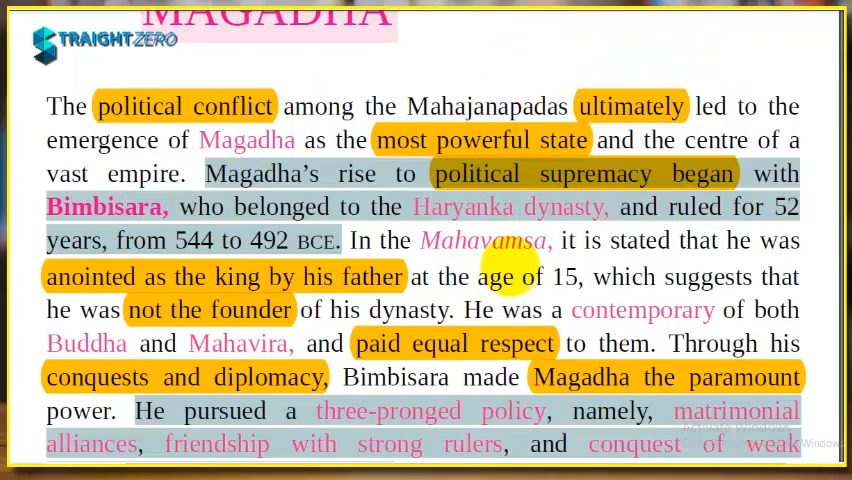 MAGADHA
STRAIGHTZERO
The political conflict among the Mahajanapadas ultimately led to the
emergence of Magadha as the most powerful state and the centre of a
vast empire. Magadha's rise to political supremacy began with
Bimbisara, who belonged to the Haryanka dynasty, and ruled for 52
years, from 544 to 492 BCE. In the Mahavamsa, it is stated that he was
anointed as the king by his father at the age of 15, which suggests that
he was not the founder of his dynasty. He was a contemporary of both
Buddha and Mahavira, and paid equal respect to them. Through his
conquests and diplomacy, Bimbisara made Magadha the paramount
power. He pursued a three-pronged policy, namely, matrimonial
Activate Windows
alliances, friendship with strong rulers, and conquest of weak